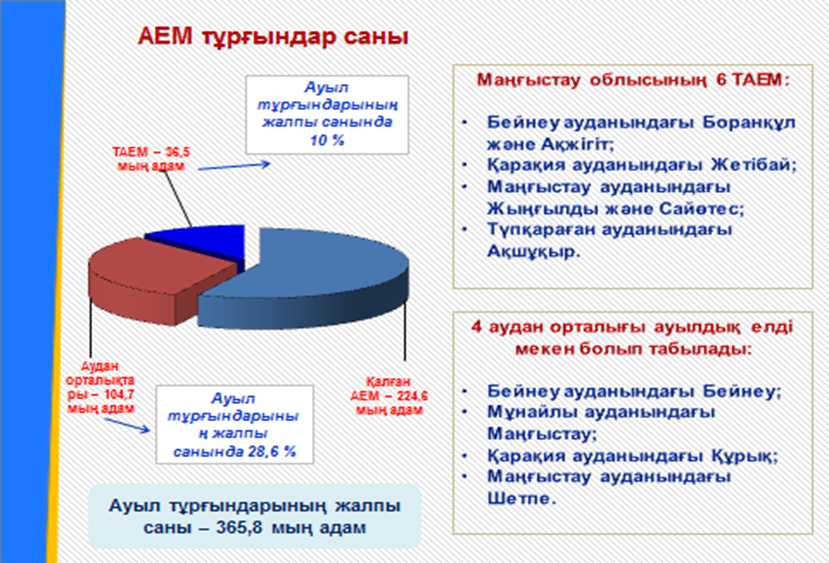 АЕМ тұрғындар саны
Ауыл
тұрғындарының
жалпы санында
10 %
ТАЕМ – 36,5
мың адам
Аудан
орталықта
ры – 104,7
мың адам
Ауыл
тұрғындарыны
ң жалпы
санында 28,6 %
Қалған
АЕМ – 224,6
мың адам
Ауыл тұрғындарының жалпы
саны – 365,8 мың адам
Маңғыстау облысының 6 ТАЕМ:
• Бейнеу ауданындағы Боранқұл
және Ақжігіт;
• Қарақия ауданындағы Жетібай;
• Маңғыстау ауданындағы
Жыңғылды және Сайөтес;
• Түпқараған ауданындағы
Ақшұқыр.
4 аудан орталығы ауылдық елді
мекен болып табылады:
• Бейнеу ауданындағы Бейнеу;
• Мұнайлы ауданындағы
Маңғыстау;
• Қарақия ауданындағы Құрық;
• Маңғыстау ауданындағы
Шетпе.